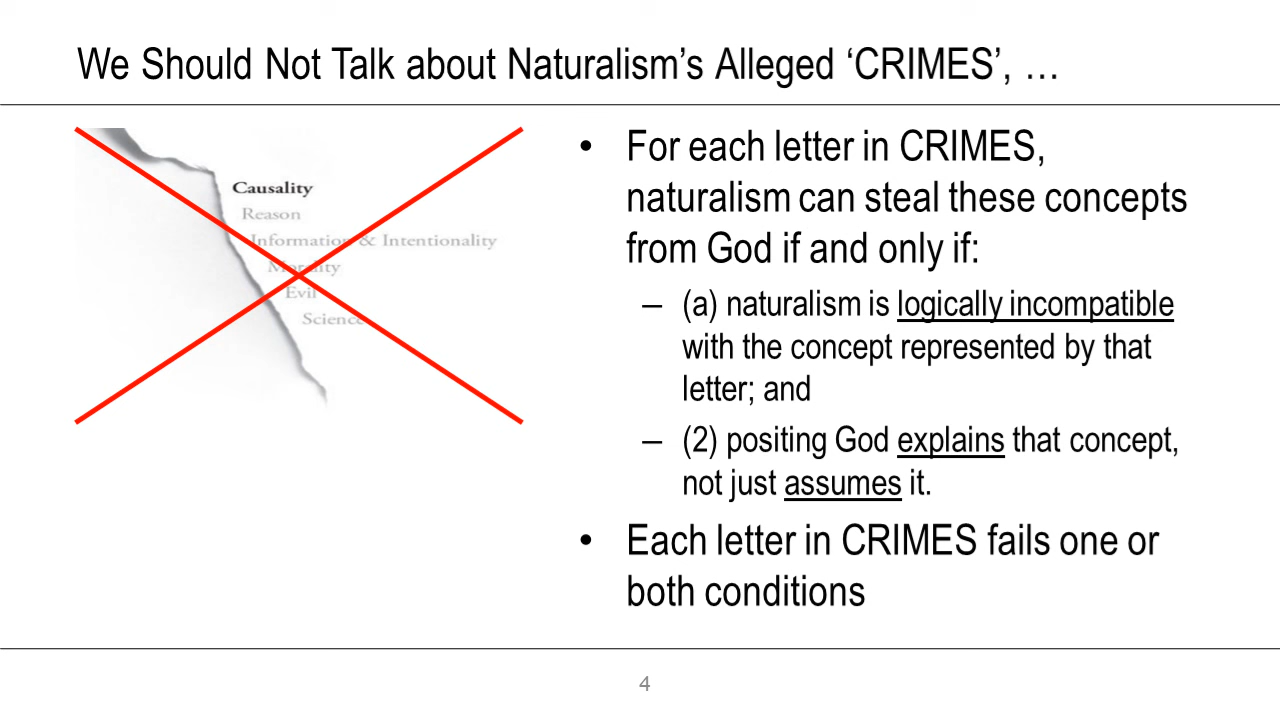 We Should Not Talk about Naturalism’s Alleged ‘CRIMES’, …
Causality
Reason
Information & Intentionality
Morality
Evil
Science
• For each letter in CRIMES,
naturalism can steal these concepts
from God if and only if:
– (a) naturalism is logically incompatible
with the concept represented by that
letter; and
– (2) positing God explains that concept,
not just assumes it.
• Each letter in CRIMES fails one or
both conditions
4